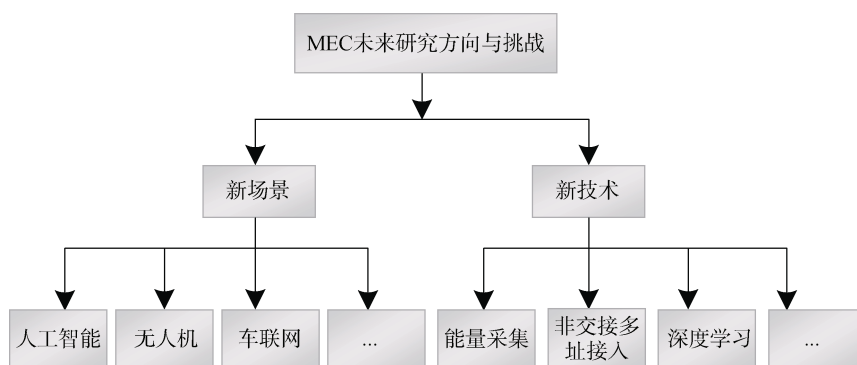 MEC未来研究方向与挑战
新场景
新技术
人工智能
无人机
车联网
...
能量采集
非交接多
址接入
深度学习
...